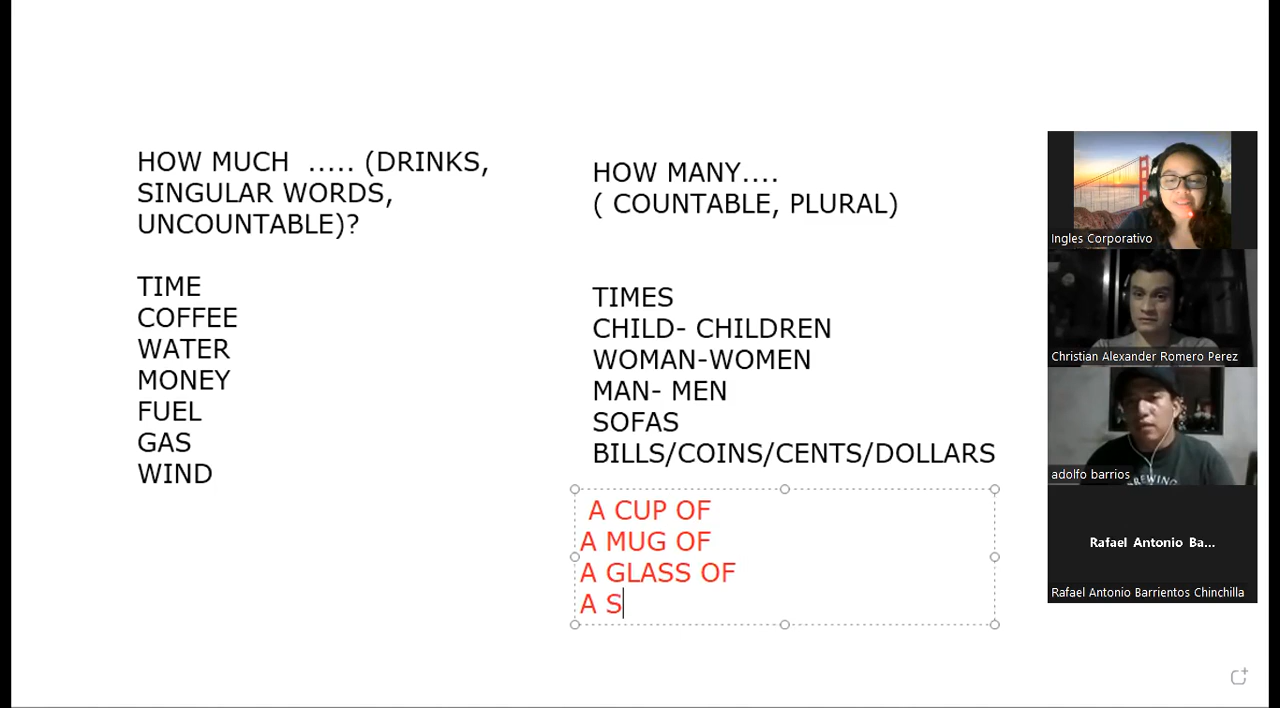 HOW MUCH ..... (DRINKS,
SINGULAR WORDS,
UNCOUNTABLE)?
TIME
COFFEE
WATER
MONEY
FUEL
GAS
WIND
HOW MANY....
( COUNTABLE, PLURAL)
TIMES
CHILD- CHILDREN
WOMAN-WOMEN
MAN- MEN
SOFAS
BILLS/COINS/CENTS/DOLLARS
A CUP OF
A MUG OF
A GLASS OF
A S
Ingles Corporativo
Christian Alexander Romero Perez
adolfo barrios
BREWING
Rafael Antonio Ba...
Rafael Antonio Barrientos Chinchilla